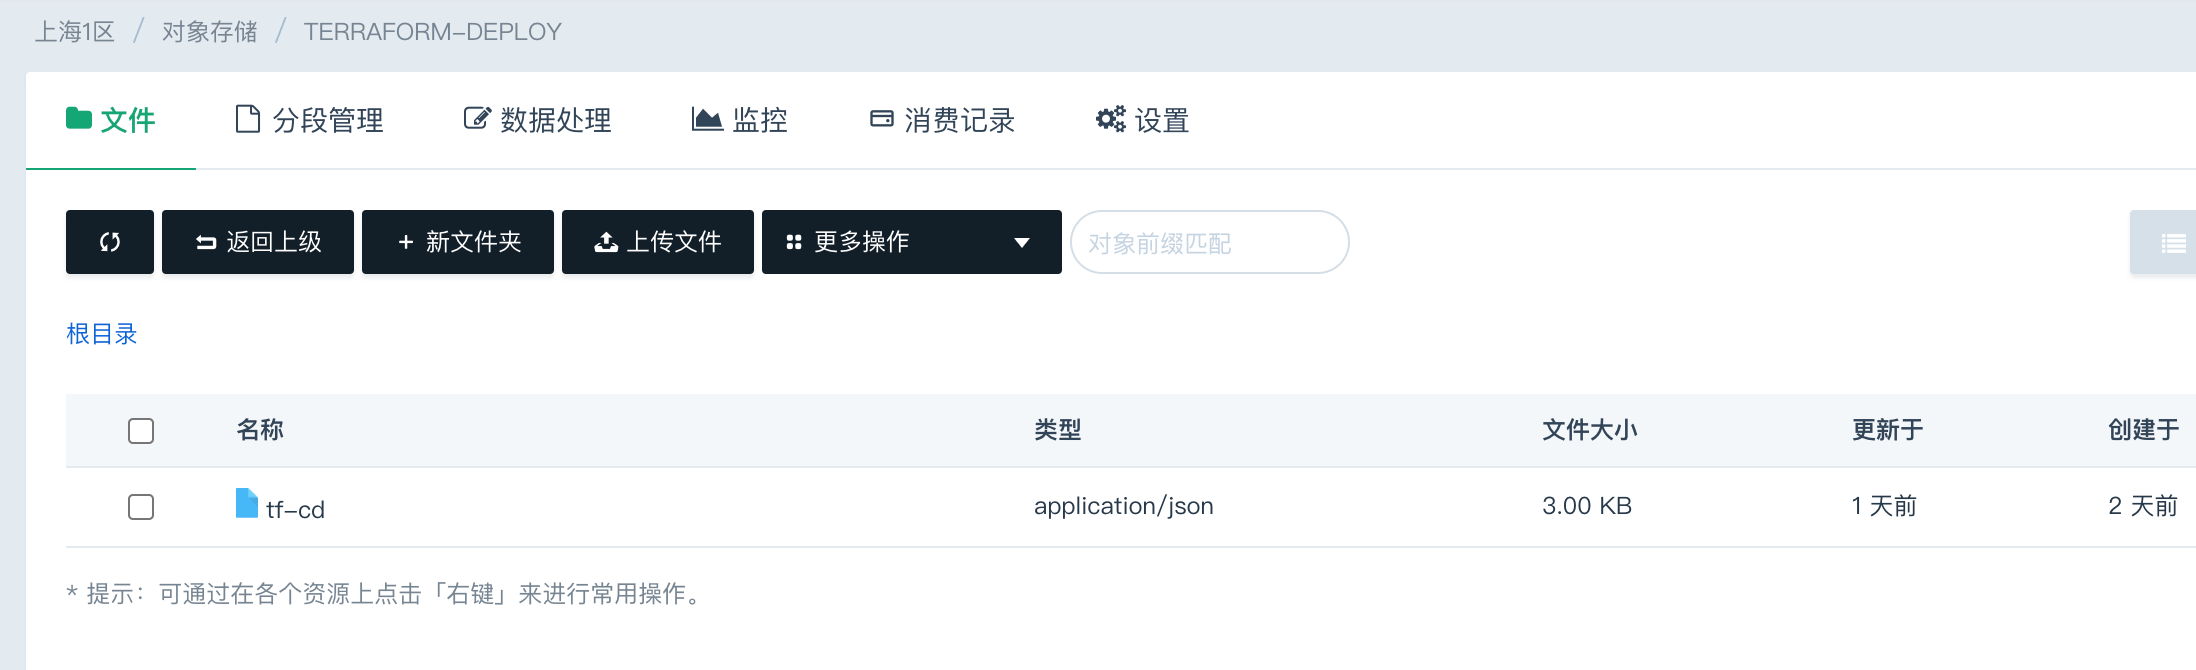 上海1区 / 对象存储 / TERRAFORM-DEPLOY
文件 分段管理 数据处理 监控 消费记录 设置
返回上级 + 新文件夹 上传文件 更多操作 对象前缀匹配
根目录
名称 类型 文件大小 更新于 创建于
tf-cd application/json 3.00 KB 1 天前 2 天前
* 提示：可通过在各个资源上点击「右键」来进行常用操作。